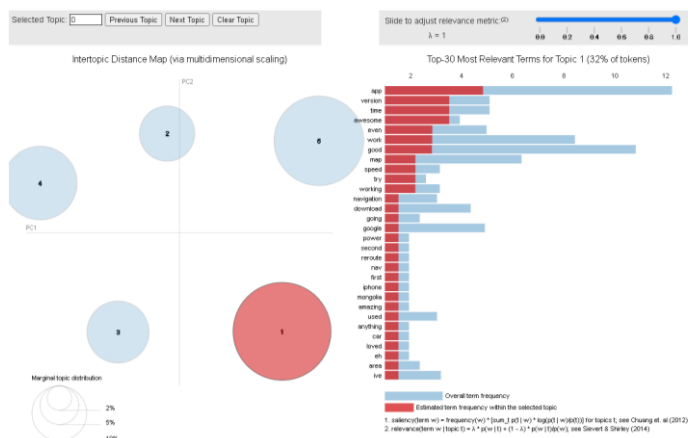 Selected Topic: 0 Previous Topic Next Topic Clear Topic
Slide to adjust relevance metric:(2)
λ = 1
0.0 0.2 0.4 0.6 0.8 1.0
Intertopic Distance Map (via multidimensional scaling)
PC2
PC1
2
5
4
3
1
Marginal topic distribution
2%
5%
10%
Top-30 Most Relevant Terms for Topic 1 (32% of tokens)
2 4 6 8 10 12
app
version
time
awesome
even
work
good
map
speed
try
working
navigation
download
going
google
power
second
reroute
nav
first
iphone
mongolia
amazing
used
anything
car
loved
eh
area
ive
Overall term frequency
Estimated term frequency within the selected topic
1. saliency(term w) = frequency(w) * [sum_t p(t | w) * log(p(t | w)/p(t))] for topics t; see Chuang et. al (2012)
2. relevance(term w | topic t) = λ * p(w | t) + (1 - λ) * p(w | t)/p(w); see Sievert & Shirley (2014)